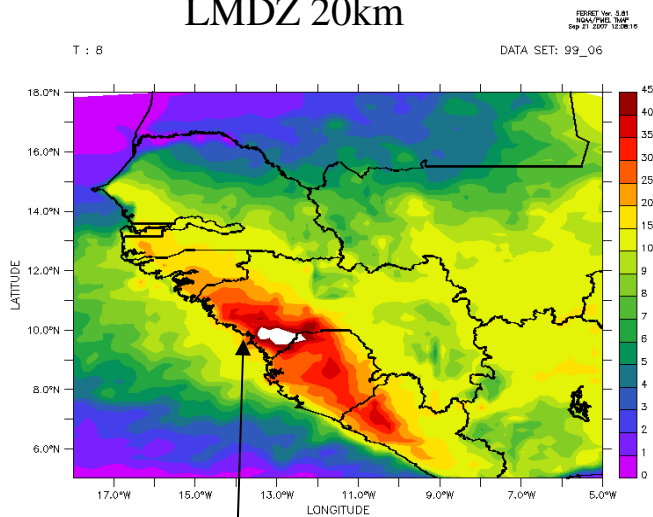 LMDZ 20km
FERRET Ver. 5.81
NOAA/PMEL TMAP
Sep 21 2007 12:08:16
T : 8
DATA SET: 99_06
18.0°N
16.0°N
14.0°N
12.0°N
10.0°N
8.0°N
6.0°N
LATITUDE
17.0°W 15.0°W 13.0°W 11.0°W 9.0°W 7.0°W 5.0°W
LONGITUDE
45
40
35
30
25
20
15
10
9
8
7
6
5
4
3
2
1
0